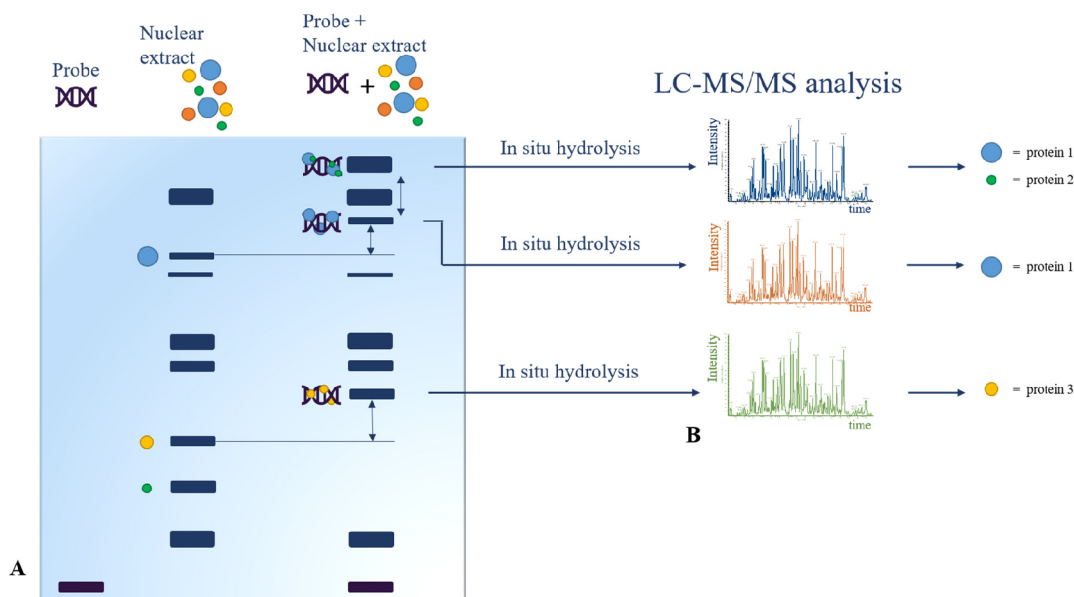 Probe
Nuclear
extract
Probe +
Nuclear extract
+
LC-MS/MS analysis
In situ hydrolysis
Intensity
time
= protein 1
= protein 2
In situ hydrolysis
Intensity
time
= protein 1
In situ hydrolysis
Intensity
time
= protein 3
B
A